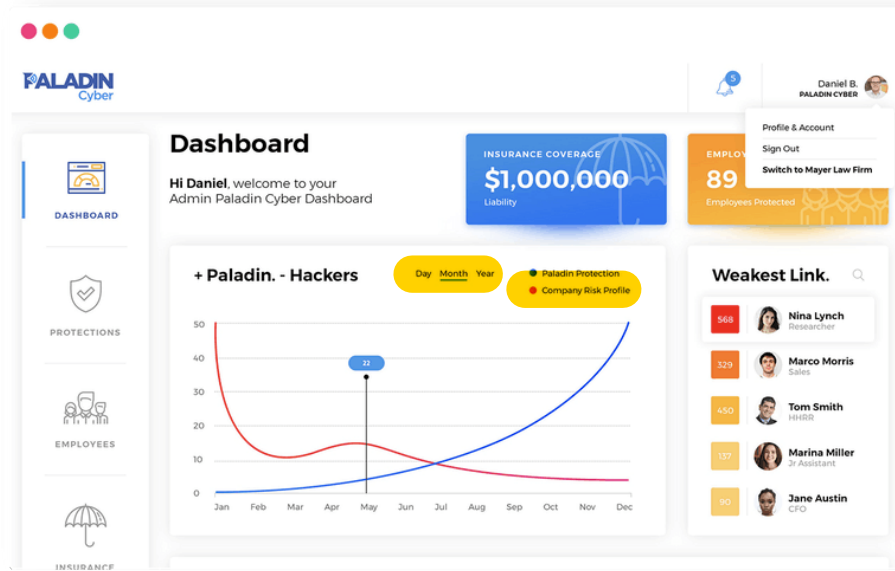 PALADIN
Cyber
5
Daniel B.
PALADIN CYBER
Profile & Account
Sign Out
Switch to Mayer Law Firm
DASHBOARD
PROTECTIONS
EMPLOYEES
INSURANCE
Dashboard
Hi Daniel, welcome to your
Admin Paladin Cyber Dashboard
INSURANCE COVERAGE
$1,000,000
Liability
89
Employees Protected
+ Paladin. - Hackers
Day Month Year
Paladin Protection
Company Risk Profile
50
40
30
20
10
0
22
Jan Feb Mar Apr May Jun Jul Aug Sep Oct Nov Dec
Weakest Link.
568
Nina Lynch
Researcher
329
Marco Morris
Sales
450
Tom Smith
HHRR
137
Marina Miller
Jr Assistant
90
Jane Austin
CFO